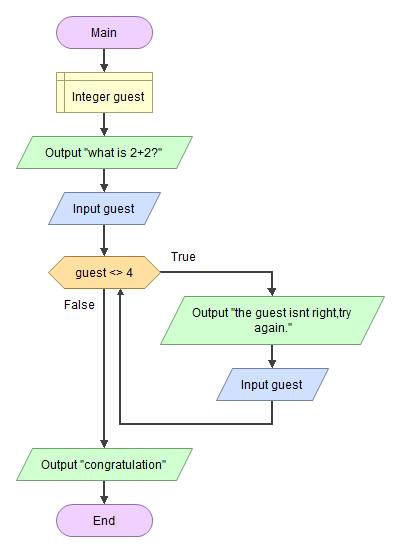 Main
Integer guest
Output "what is 2+2?"
Input guest
guest <> 4
True
False
Output "the guest isnt right,try
again."
Input guest
Output "congratulation"
End